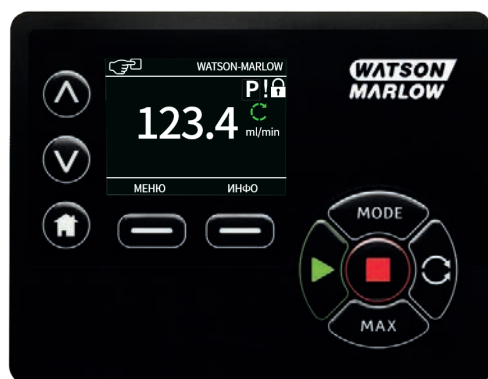 WATSON-MARLOW
P!
123.4
ml/min
МЕНЮ ИНФО
WATSON
MARLOW
MODE
MAX